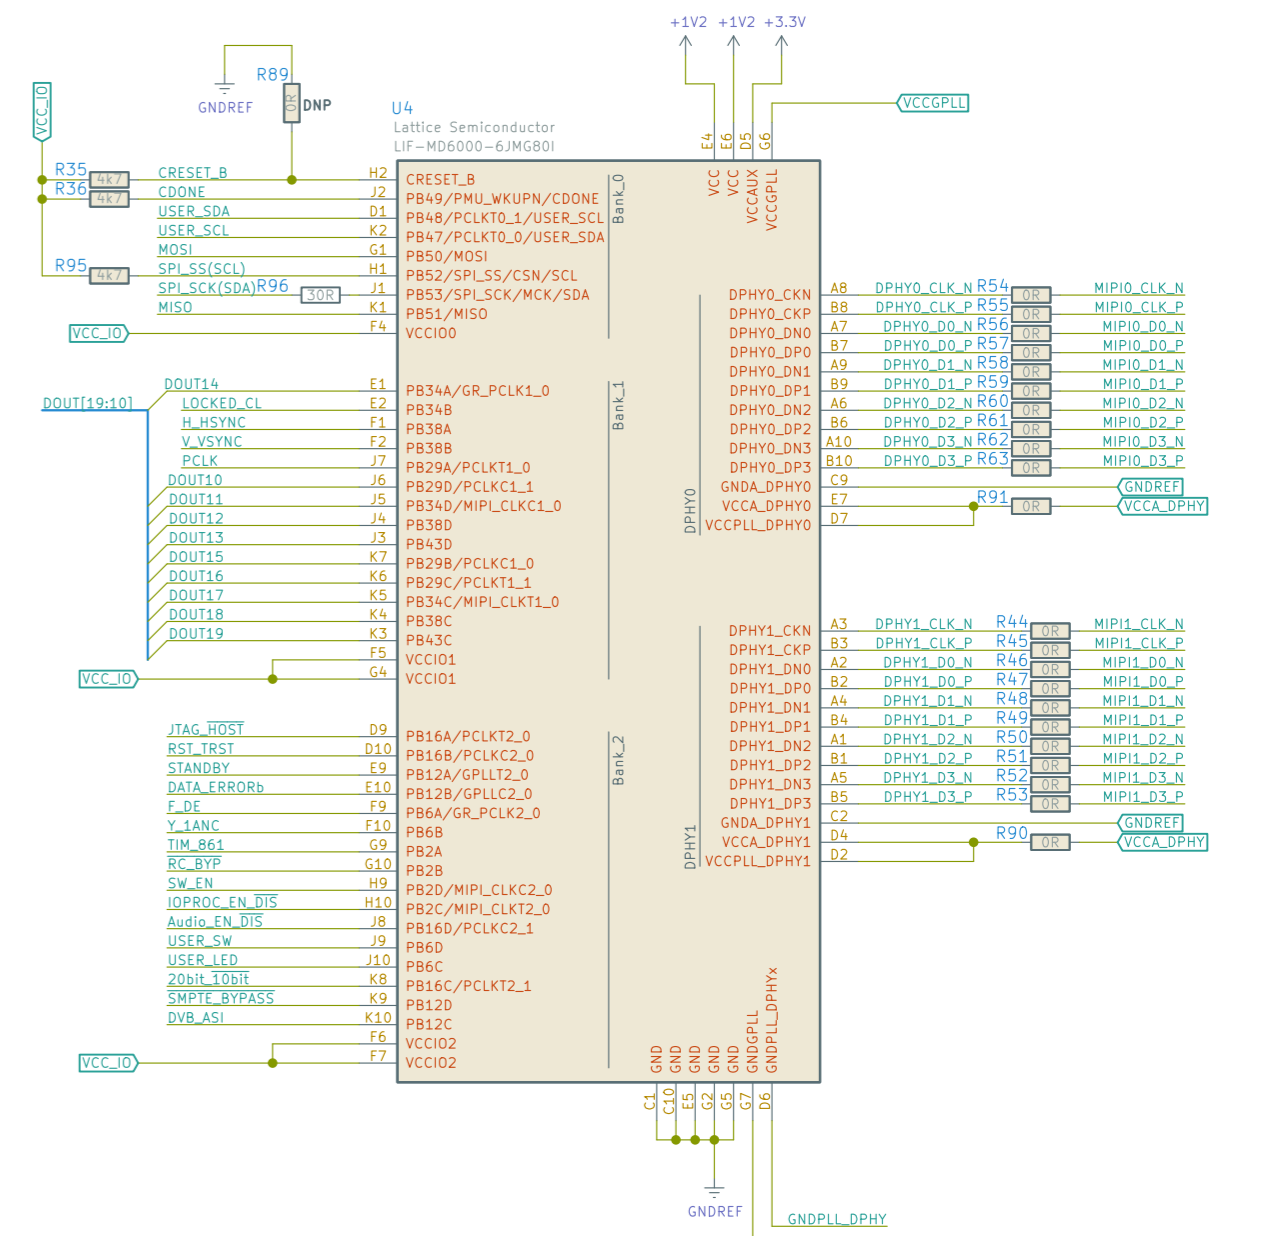 +1V2 +1V2 +3.3V
R89
0R DNP
GNDREF
VCC_IO
VCCGPLL
U4
Lattice Semiconductor
LIF-MD6000-6JMG80I
E4 E6 D5 G6
VCC VCC VCCAUX VCCGPLL
Bank_0
R35 4k7 CRESET_B H2 CRESET_B
R36 4k7 CDONE J2 PB49/PMU_WKUPN/CDONE
USER_SDA D1 PB48/PCLKT0_1/USER_SCL
USER_SCL K2 PB47/PCLKT0_0/USER_SDA
MOSI G1 PB50/MOSI
R95 4k7 SPI_SS(SCL) H1 PB52/SPI_SS/CSN/SCL
SPI_SCK(SDA) R96 30R J1 PB53/SPI_SCK/MCK/SDA
MISO K1 PB51/MISO
VCC_IO F4 VCCIO0
Bank_1
DOUT[19:10]
DOUT14 E1 PB34A/GR_PCLK1_0
LOCKED_CL E2 PB34B
H_HSYNC F1 PB38A
V_VSYNC F2 PB38B
PCLK J7 PB29A/PCLKT1_0
DOUT10 J6 PB29D/PCLKC1_1
DOUT11 J5 PB34D/MIPI_CLKC1_0
DOUT12 J4 PB38D
DOUT13 J3 PB43D
DOUT15 K7 PB29B/PCLKC1_0
DOUT16 K6 PB29C/PCLKT1_1
DOUT17 K5 PB34C/MIPI_CLKT1_0
DOUT18 K4 PB38C
DOUT19 K3 PB43C
F5 VCCIO1
VCC_IO G4 VCCIO1
Bank_2
JTAG_HOST D9 PB16A/PCLKT2_0
RST_TRST D10 PB16B/PCLKC2_0
STANDBY E9 PB12A/GPLLT2_0
DATA_ERRORb E10 PB12B/GPLLC2_0
F_DE F9 PB6A/GR_PCLK2_0
Y_1ANC F10 PB6B
TIM_861 G9 PB2A
RC_BYP G10 PB2B
SW_EN H9 PB2D/MIPI_CLKC2_0
IOPROC_EN_DIS H10 PB2C/MIPI_CLKT2_0
Audio_EN_DIS J8 PB16D/PCLKC2_1
USER_SW J9 PB6D
USER_LED J10 PB6C
20bit_10bit K8 PB16C/PCLKT2_1
SMPTE_BYPASS K9 PB12D
DVB_ASI K10 PB12C
F6 VCCIO2
VCC_IO F7 VCCIO2
DPHY0
DPHY0_CKN A8 DPHY0_CLK_N R54 0R MIPI0_CLK_N
DPHY0_CKP B8 DPHY0_CLK_P R55 0R MIPI0_CLK_P
DPHY0_DN0 A7 DPHY0_D0_N R56 0R MIPI0_D0_N
DPHY0_DP0 B7 DPHY0_D0_P R57 0R MIPI0_D0_P
DPHY0_DN1 A9 DPHY0_D1_N R58 0R MIPI0_D1_N
DPHY0_DP1 B9 DPHY0_D1_P R59 0R MIPI0_D1_P
DPHY0_DN2 A6 DPHY0_D2_N R60 0R MIPI0_D2_N
DPHY0_DP2 B6 DPHY0_D2_P R61 0R MIPI0_D2_P
DPHY0_DN3 A10 DPHY0_D3_N R62 0R MIPI0_D3_N
DPHY0_DP3 B10 DPHY0_D3_P R63 0R MIPI0_D3_P
GNDA_DPHY0 C9 GNDREF
VCCA_DPHY0 E7 R91 0R VCCA_DPHY
VCCPLL_DPHY0 D7
DPHY1
DPHY1_CKN A3 DPHY1_CLK_N R44 0R MIPI1_CLK_N
DPHY1_CKP B3 DPHY1_CLK_P R45 0R MIPI1_CLK_P
DPHY1_DN0 A2 DPHY1_D0_N R46 0R MIPI1_D0_N
DPHY1_DP0 B2 DPHY1_D0_P R47 0R MIPI1_D0_P
DPHY1_DN1 A4 DPHY1_D1_N R48 0R MIPI1_D1_N
DPHY1_DP1 B4 DPHY1_D1_P R49 0R MIPI1_D1_P
DPHY1_DN2 A1 DPHY1_D2_N R50 0R MIPI1_D2_N
DPHY1_DP2 B1 DPHY1_D2_P R51 0R MIPI1_D2_P
DPHY1_DN3 A5 DPHY1_D3_N R52 0R MIPI1_D3_N
DPHY1_DP3 B5 DPHY1_D3_P R53 0R MIPI1_D3_P
GNDA_DPHY1 C2 GNDREF
VCCA_DPHY1 D4 R90 0R VCCA_DPHY
VCCPLL_DPHY1 D2
GND GND GND GND GND GNDGPLL GNDPLL_DPHYx
C1 C10 E5 G2 G5 G7 D6
GNDREF
GNDPLL_DPHY